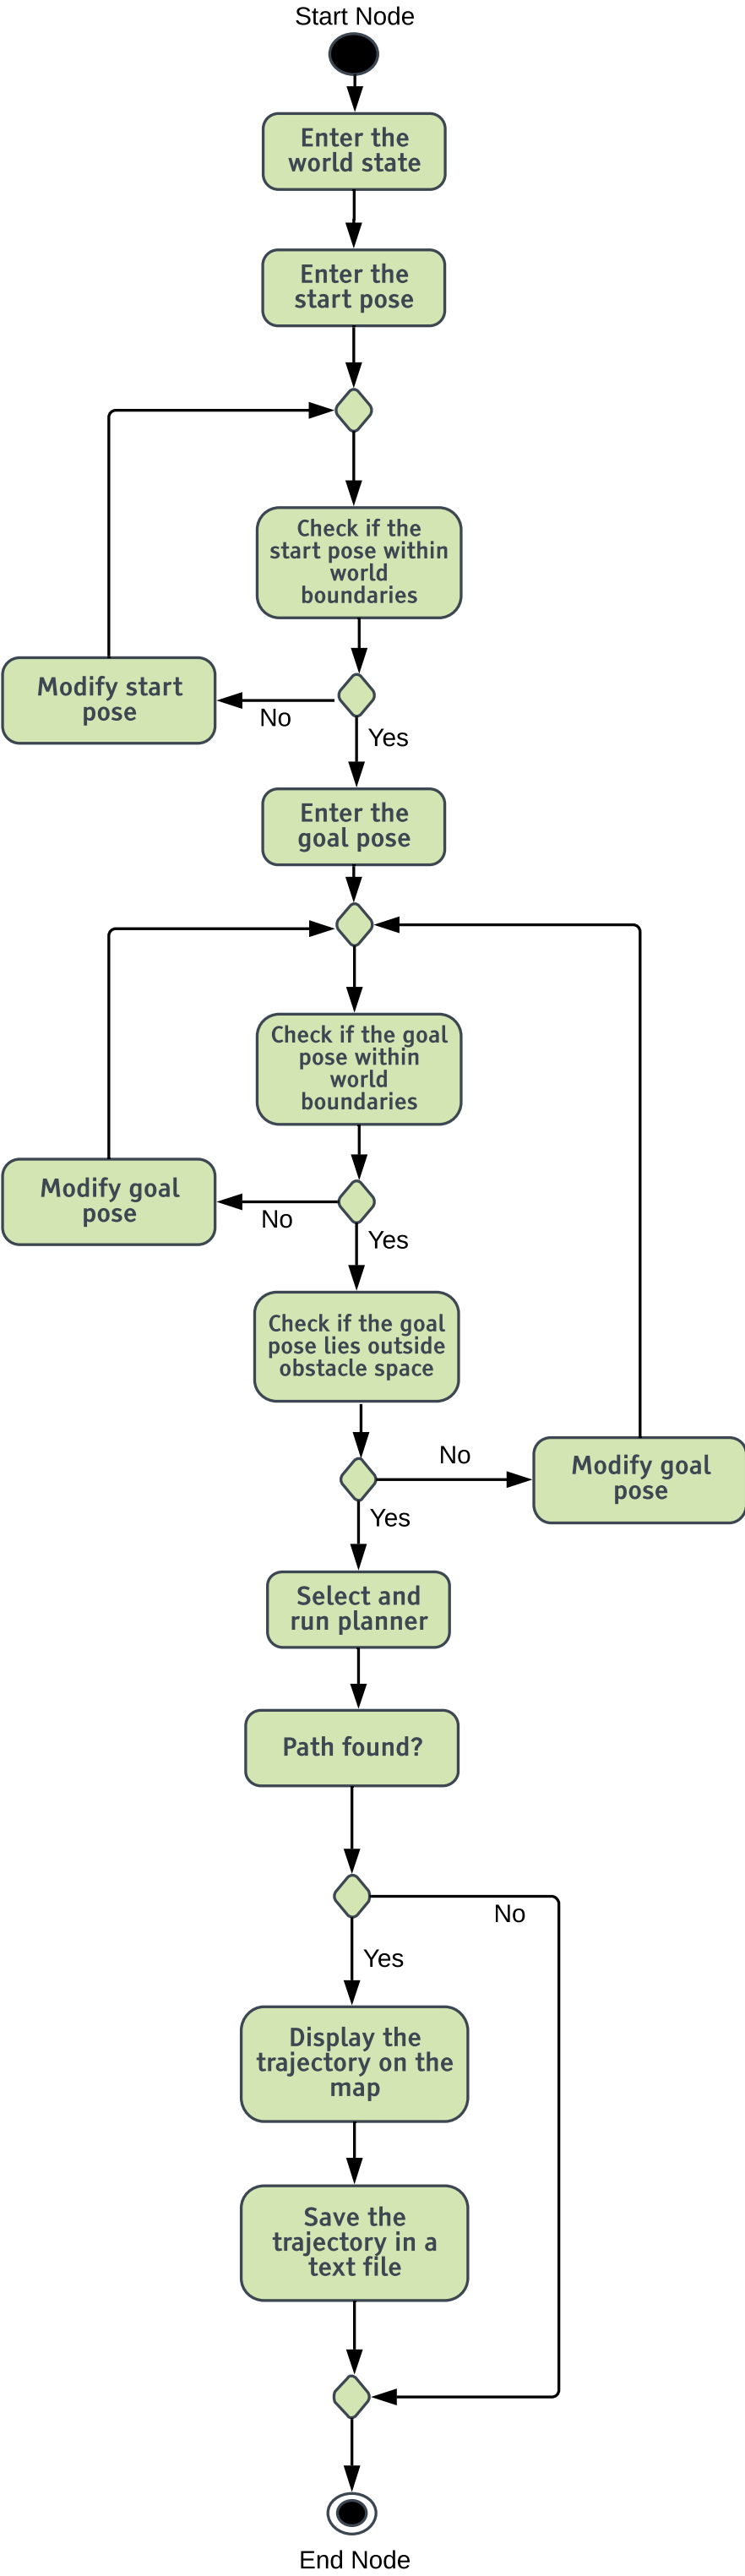 Start Node
Enter the
world state
Enter the
start pose
Check if the
start pose within
world
boundaries
Modify start
pose
No
Yes
Enter the
goal pose
Check if the goal
pose within
world
boundaries
Modify goal
pose
No
Yes
Check if the goal
pose lies outside
obstacle space
No
Modify goal
pose
Yes
Select and
run planner
Path found?
No
Yes
Display the
trajectory on the
map
Save the
trajectory in a
text file
End Node